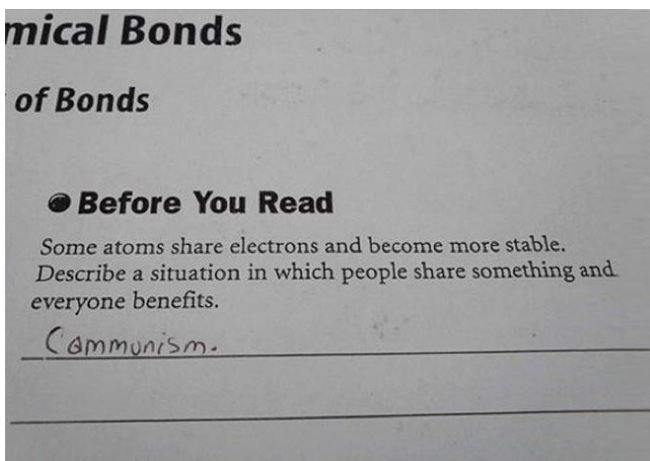 mical Bonds
of Bonds
Before You Read
Some atoms share electrons and become more stable.
Describe a situation in which people share something and
everyone benefits.
Communism.